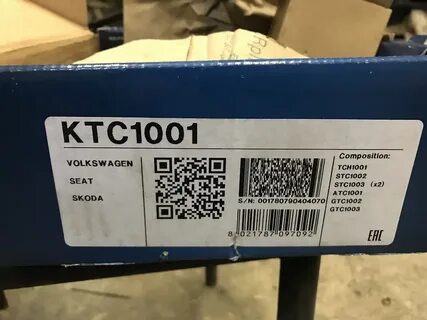 KTC1001
VOLKSWAGEN
SEAT
SKODA
S/N: 001780790404070
8 021787 097092
Composition:
TCH1001
STC1002
STC1003 (x2)
ATC1001
GTC1002
GTC1003
EAC